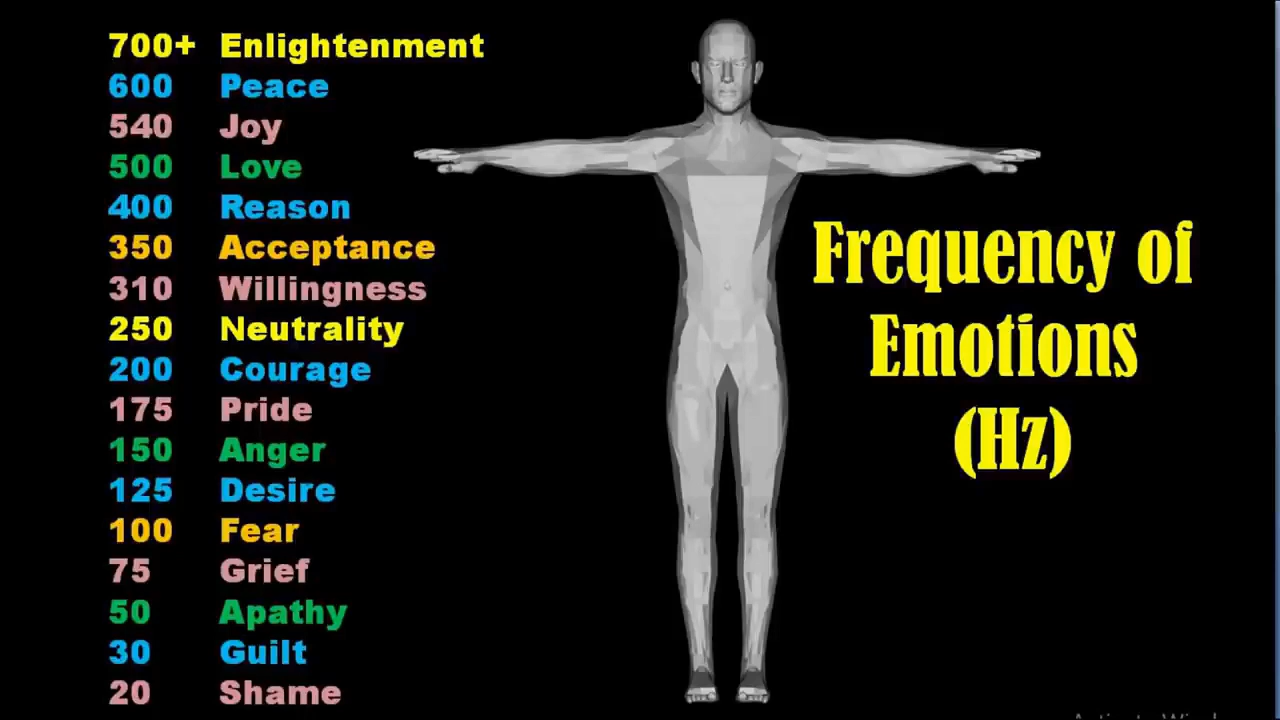 700+ Enlightenment
600 Peace
540 Joy
500 Love
400 Reason
350 Acceptance
310 Willingness
250 Neutrality
200 Courage
175 Pride
150 Anger
125 Desire
100 Fear
75 Grief
50 Apathy
30 Guilt
20 Shame
Frequency of
Emotions
(Hz)